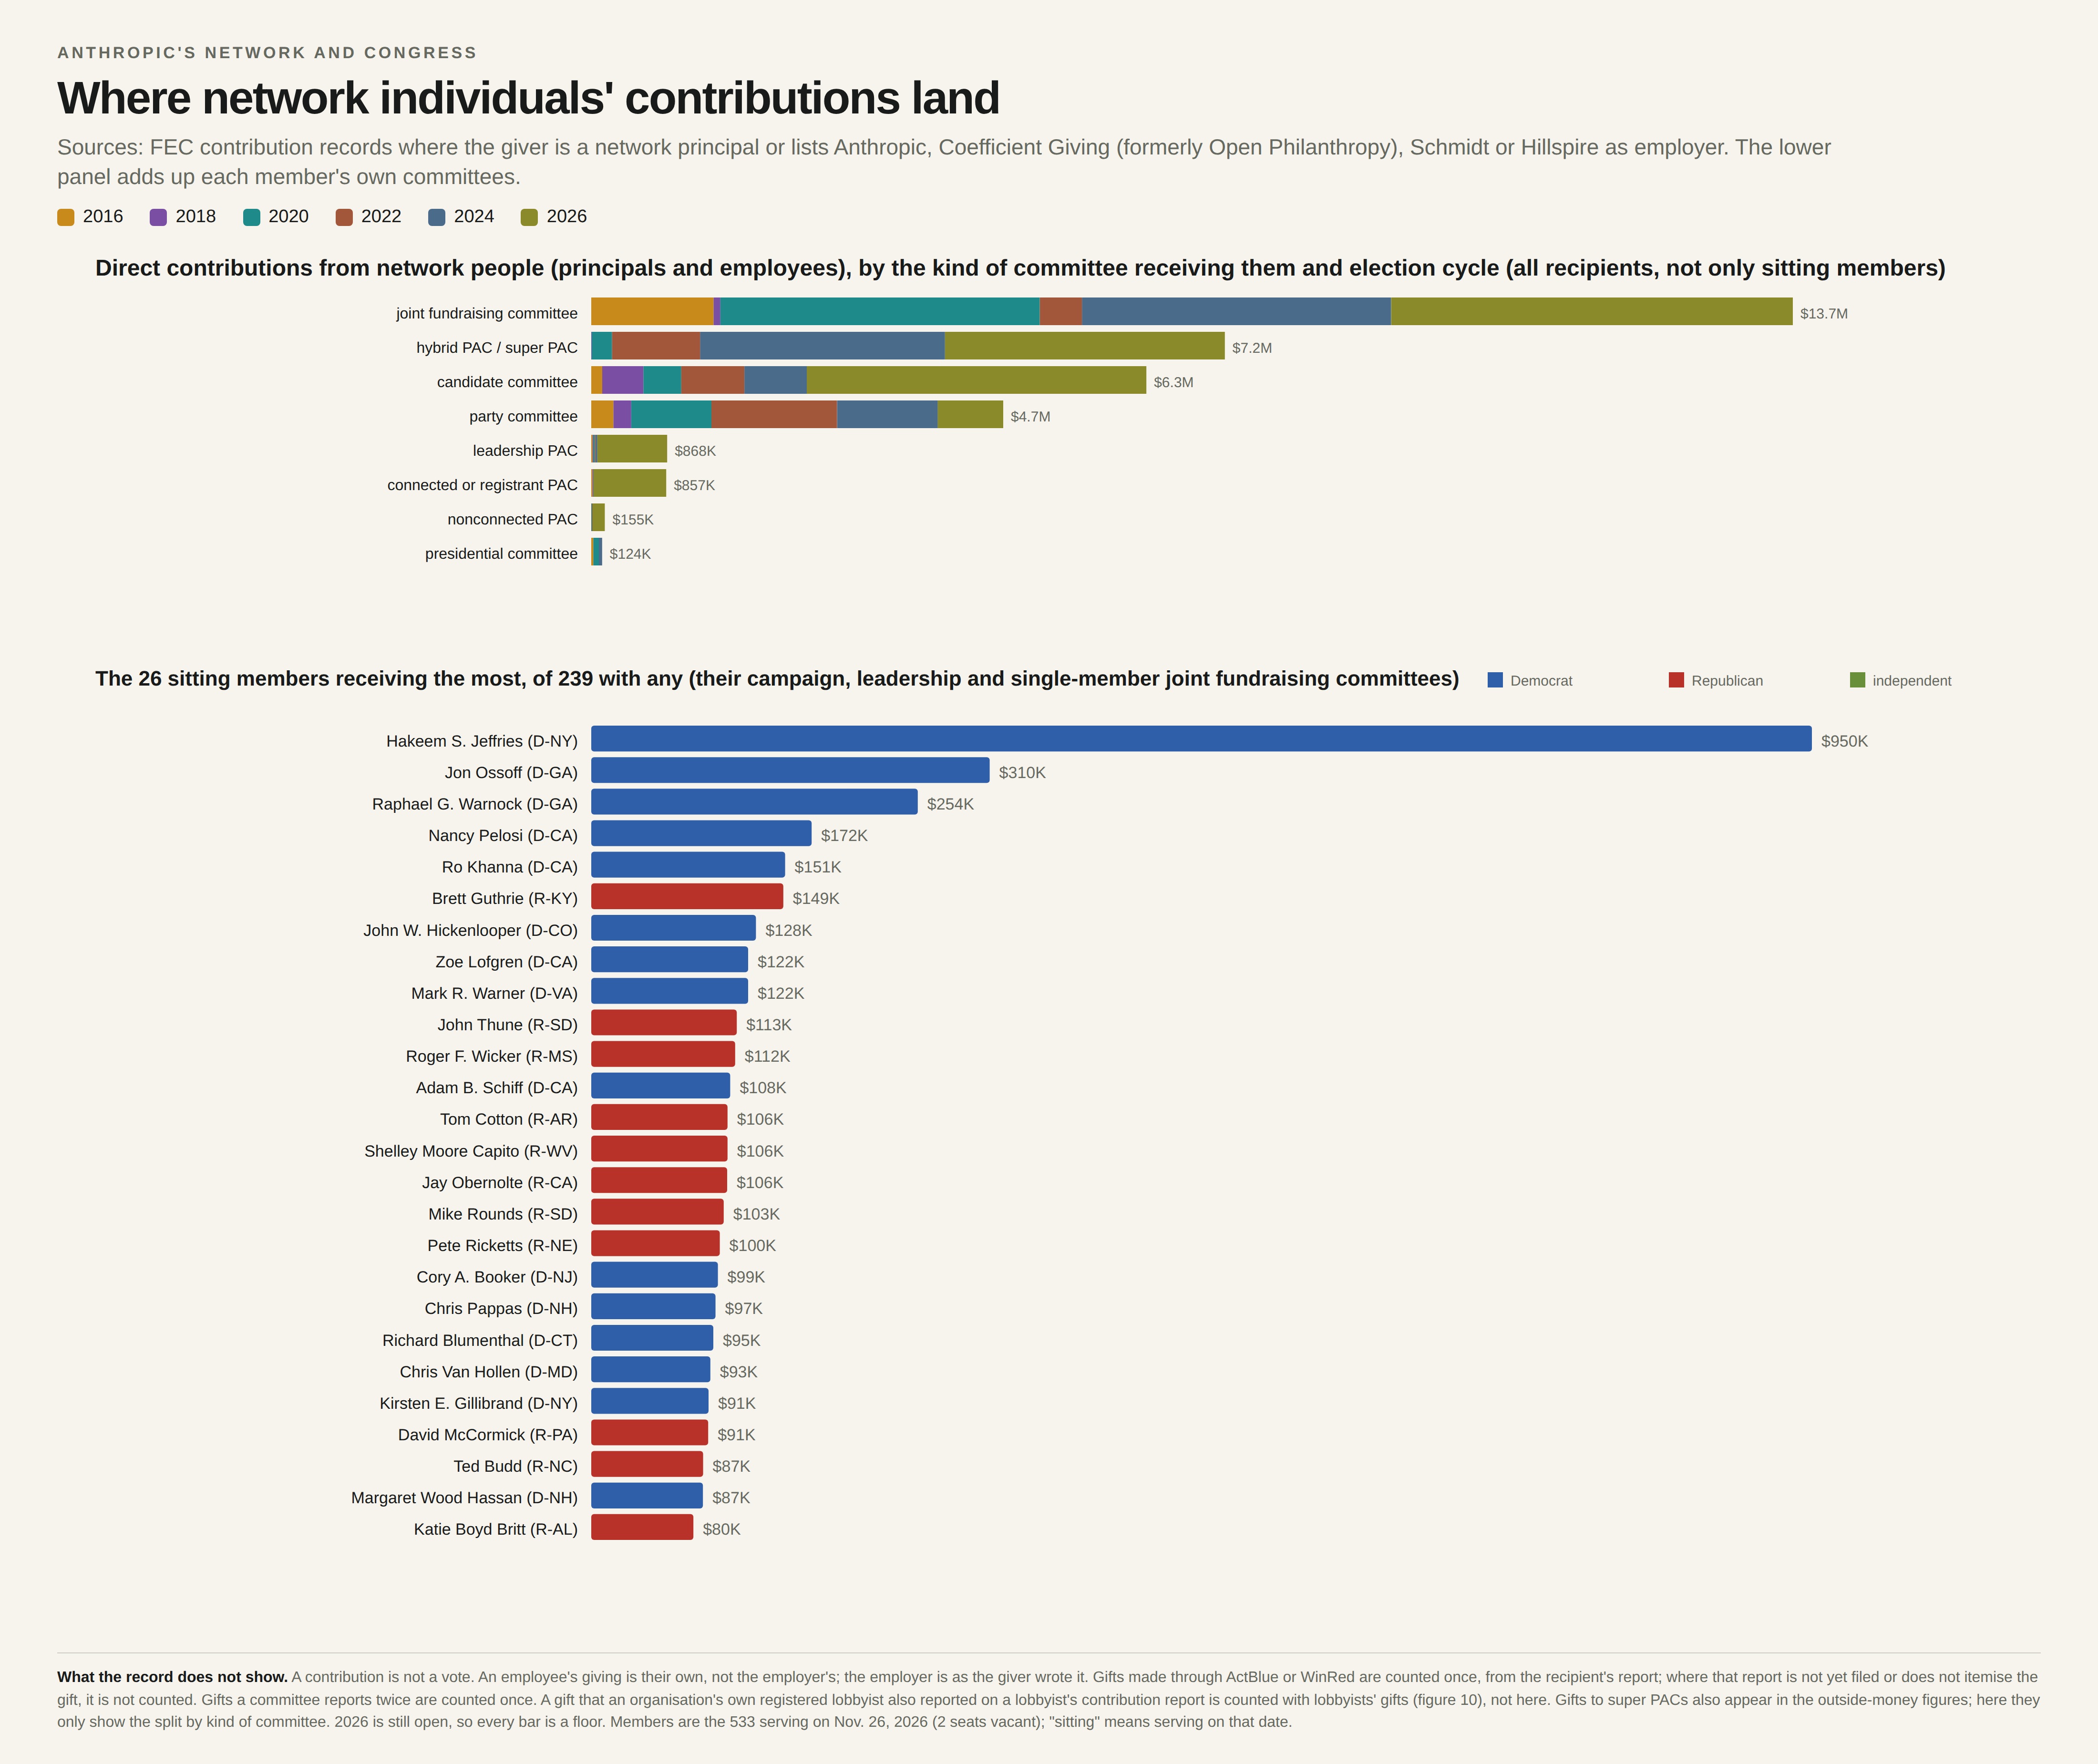 ANTHROPIC'S NETWORK AND CONGRESS
Where network individuals' contributions land
Sources: FEC contribution records where the giver is a network principal or lists Anthropic, Coefficient Giving (formerly Open Philanthropy), Schmidt or Hillspire as employer. The lower
panel adds up each member's own committees.
2016 2018 2020 2022 2024 2026
Direct contributions from network people (principals and employees), by the kind of committee receiving them and election cycle (all recipients, not only sitting members)
joint fundraising committee $13.7M
hybrid PAC / super PAC $7.2M
candidate committee $6.3M
party committee $4.7M
leadership PAC $868K
connected or registrant PAC $857K
nonconnected PAC $155K
presidential committee $124K
The 26 sitting members receiving the most, of 239 with any (their campaign, leadership and single-member joint fundraising committees) Democrat Republican independent
Hakeem S. Jeffries (D-NY) $950K
Jon Ossoff (D-GA) $310K
Raphael G. Warnock (D-GA) $254K
Nancy Pelosi (D-CA) $172K
Ro Khanna (D-CA) $151K
Brett Guthrie (R-KY) $149K
John W. Hickenlooper (D-CO) $128K
Zoe Lofgren (D-CA) $122K
Mark R. Warner (D-VA) $122K
John Thune (R-SD) $113K
Roger F. Wicker (R-MS) $112K
Adam B. Schiff (D-CA) $108K
Tom Cotton (R-AR) $106K
Shelley Moore Capito (R-WV) $106K
Jay Obernolte (R-CA) $106K
Mike Rounds (R-SD) $103K
Pete Ricketts (R-NE) $100K
Cory A. Booker (D-NJ) $99K
Chris Pappas (D-NH) $97K
Richard Blumenthal (D-CT) $95K
Chris Van Hollen (D-MD) $93K
Kirsten E. Gillibrand (D-NY) $91K
David McCormick (R-PA) $91K
Ted Budd (R-NC) $87K
Margaret Wood Hassan (D-NH) $87K
Katie Boyd Britt (R-AL) $80K
What the record does not show. A contribution is not a vote. An employee's giving is their own, not the employer's; the employer is as the giver wrote it. Gifts made through ActBlue or WinRed are counted once, from the recipient's report; where that report is not yet filed or does not itemise the
gift, it is not counted. Gifts a committee reports twice are counted once. A gift that an organisation's own registered lobbyist also reported on a lobbyist's contribution report is counted with lobbyists' gifts (figure 10), not here. Gifts to super PACs also appear in the outside-money figures; here they
only show the split by kind of committee. 2026 is still open, so every bar is a floor. Members are the 533 serving on Nov. 26, 2026 (2 seats vacant); "sitting" means serving on that date.